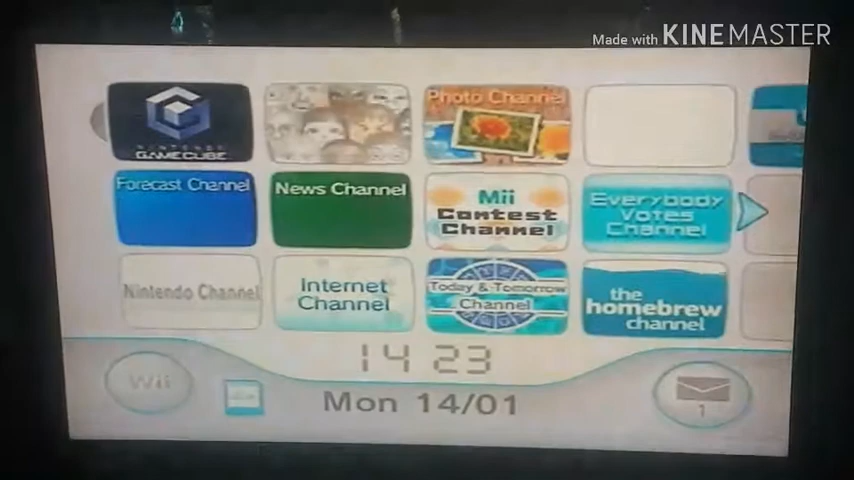 Made with KINEMASTER
NINTENDO
GAMECUBE
Photo Channel
Forecast Channel
News Channel
Mii
Contest
Channel
Everybody
Votes
Channel
Nintendo Channel
Internet
Channel
Today & Tomorrow
Channel
the
homebrew
channel
14 23
Wii
Mon 14/01
1